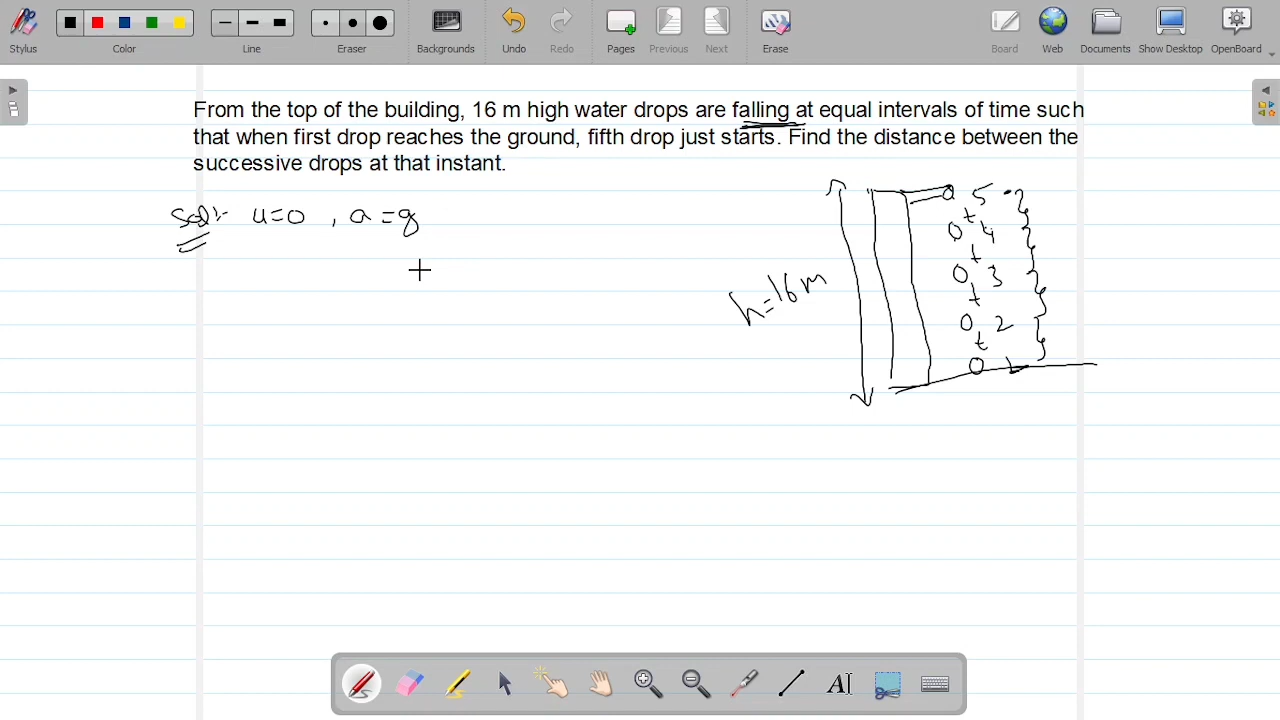 Stylus Color Line Eraser Backgrounds Undo Redo Pages Previous Next Erase Board Web Documents Show Desktop OpenBoard
From the top of the building, 16 m high water drops are falling at equal intervals of time such
that when first drop reaches the ground, fifth drop just starts. Find the distance between the
successive drops at that instant.
Sol:- u=0 , a=g
5
t
4
t
3
h=16m
t
2
t
1
AI